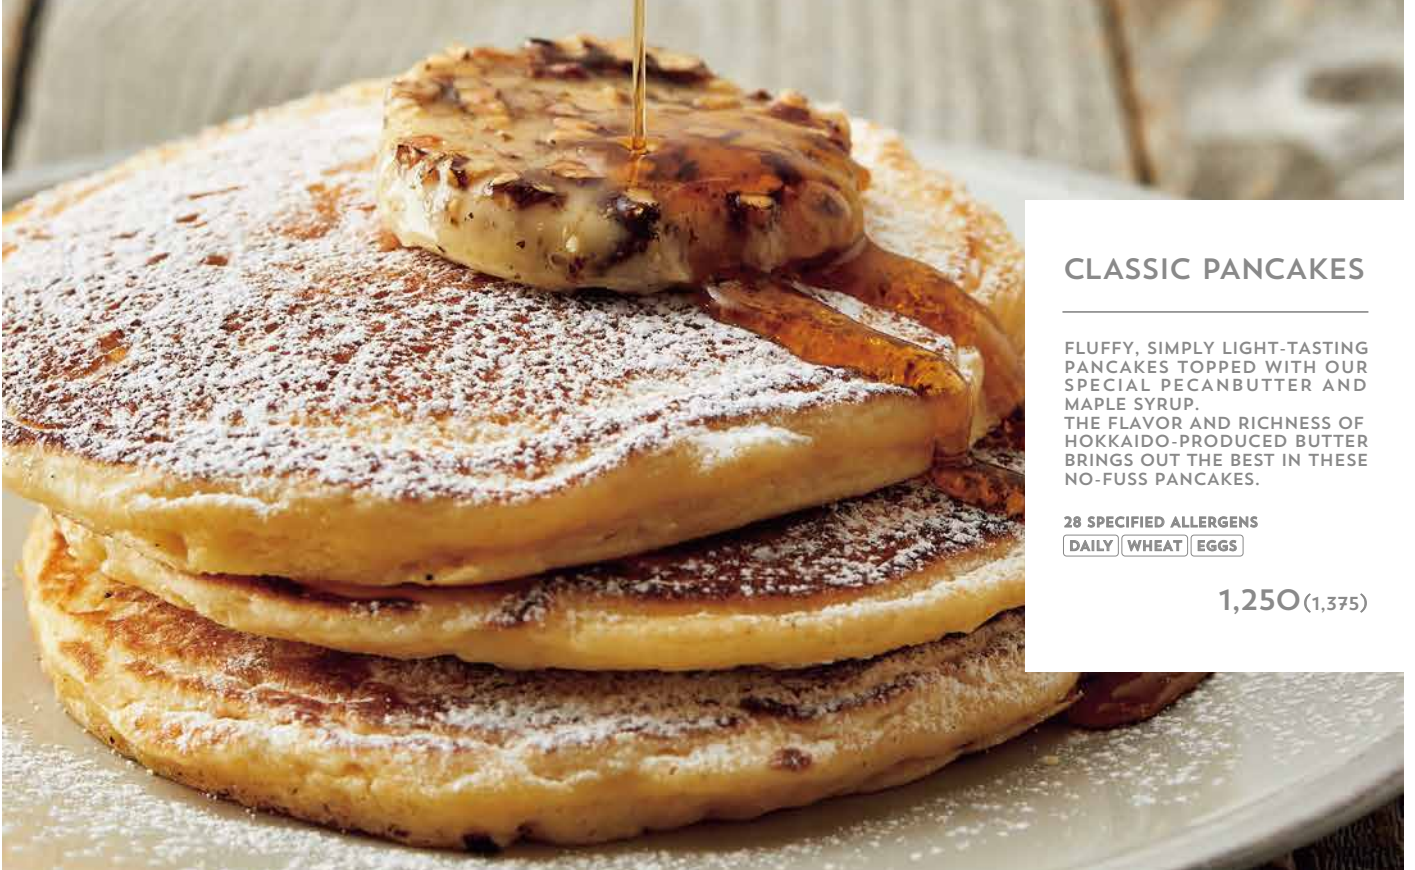 CLASSIC PANCAKES
FLUFFY, SIMPLY LIGHT-TASTING
PANCAKES TOPPED WITH OUR
SPECIAL PECANBUTTER AND
MAPLE SYRUP.
THE FLAVOR AND RICHNESS OF
HOKKAIDO-PRODUCED BUTTER
BRINGS OUT THE BEST IN THESE
NO-FUSS PANCAKES.
28 SPECIFIED ALLERGENS
DAILY WHEAT EGGS
1,250(1,375)